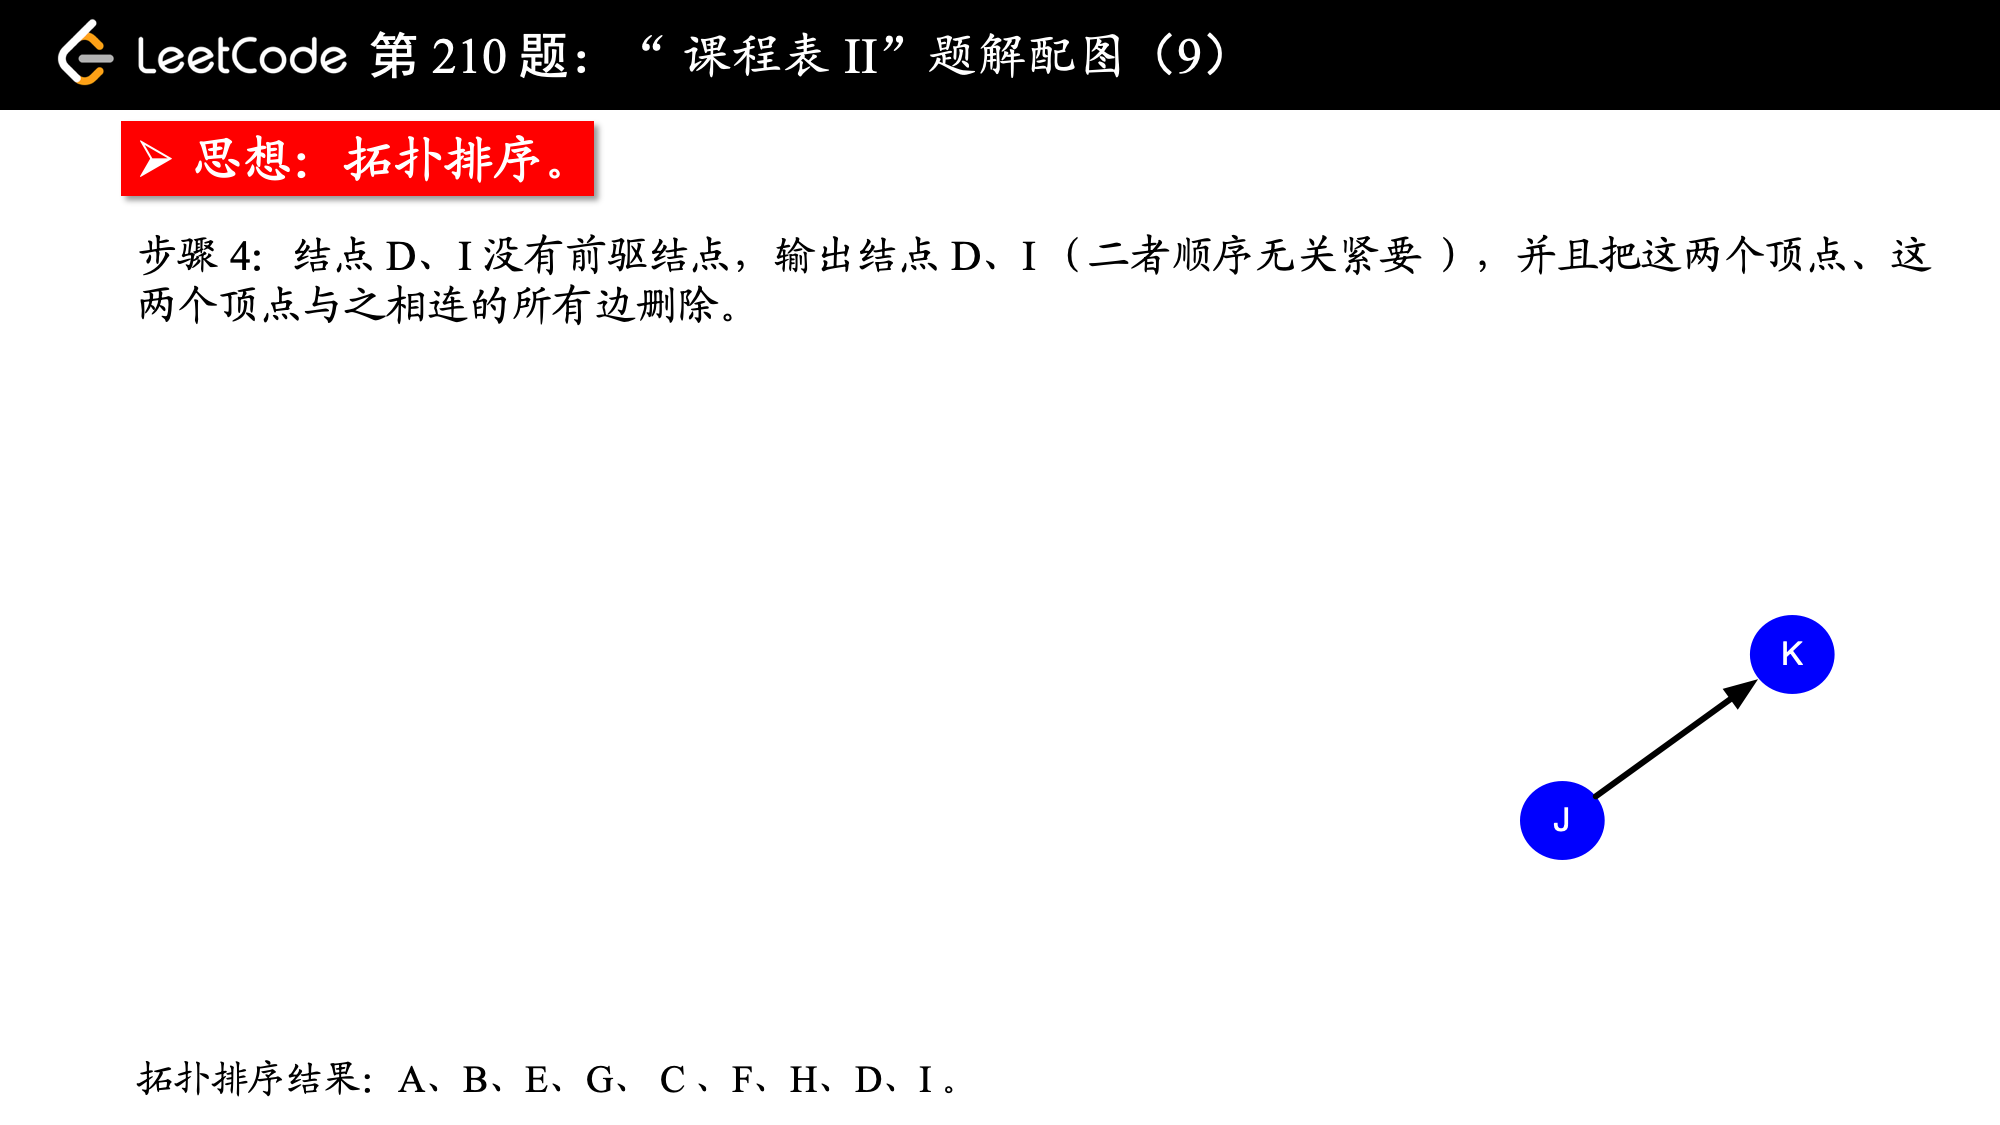 LeetCode 第 210 题：“ 课程表 II”题解配图（9）
➢ 思想：拓扑排序。
步骤 4：结点 D、I 没有前驱结点，输出结点 D、I（二者顺序无关紧要 ），并且把这两个顶点、这
两个顶点与之相连的所有边删除。
K
J
拓扑排序结果：A、B、E、G、 C 、F、H、D、I 。